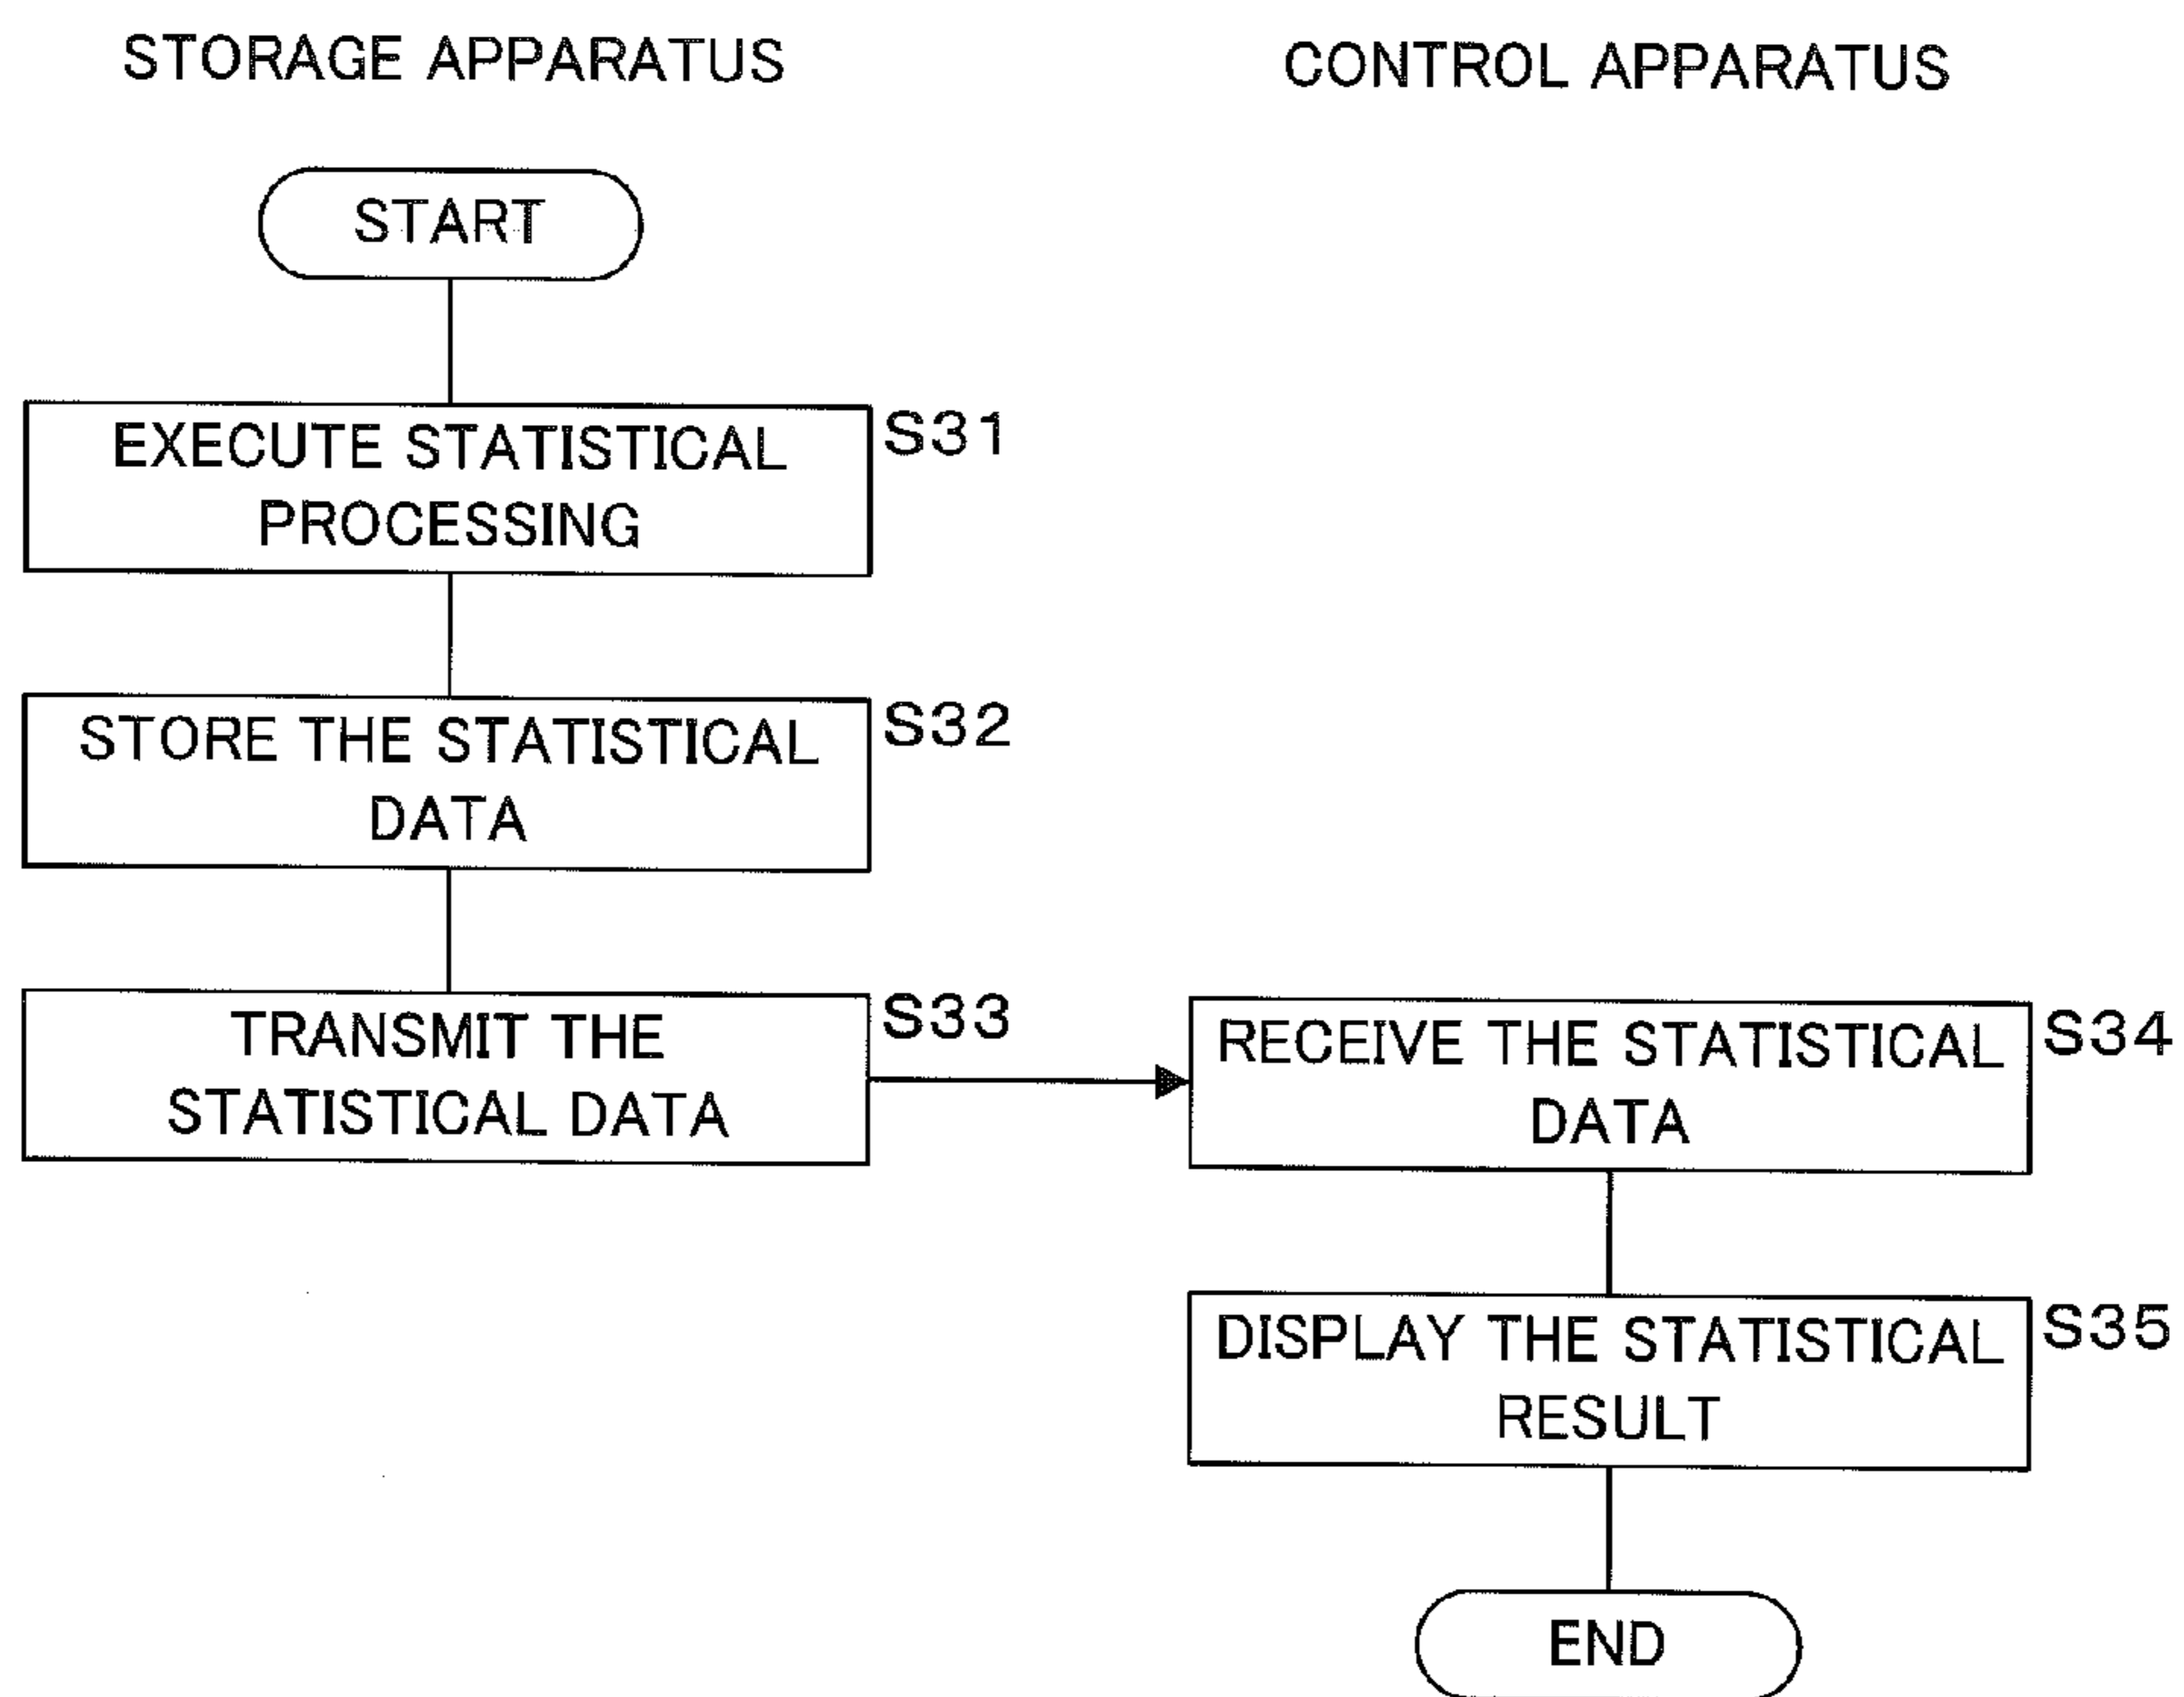 STORAGE APPARATUS
CONTROL APPARATUS
START
EXECUTE STATISTICAL
PROCESSING
S31
STORE THE STATISTICAL
DATA
S32
TRANSMIT THE
STATISTICAL DATA
S33
RECEIVE THE STATISTICAL
DATA
S34
DISPLAY THE STATISTICAL
RESULT
S35
END